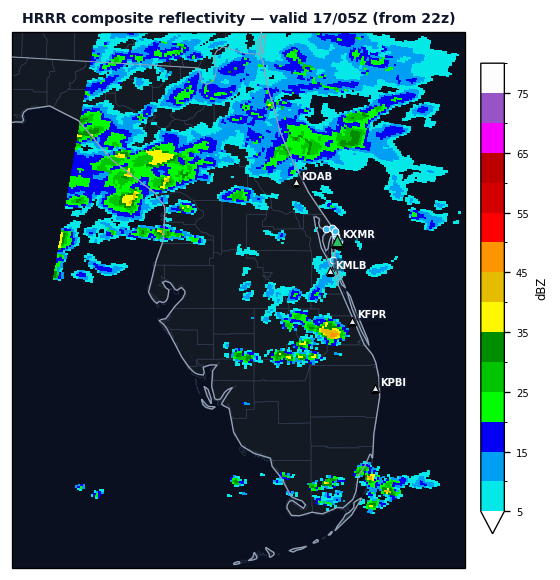 HRRR composite reflectivity — valid 17/05Z (from 22z)
KDAB
KXMR
KMLB
KFPR
KPBI
75
65
55
45
35
25
15
5
dBZ